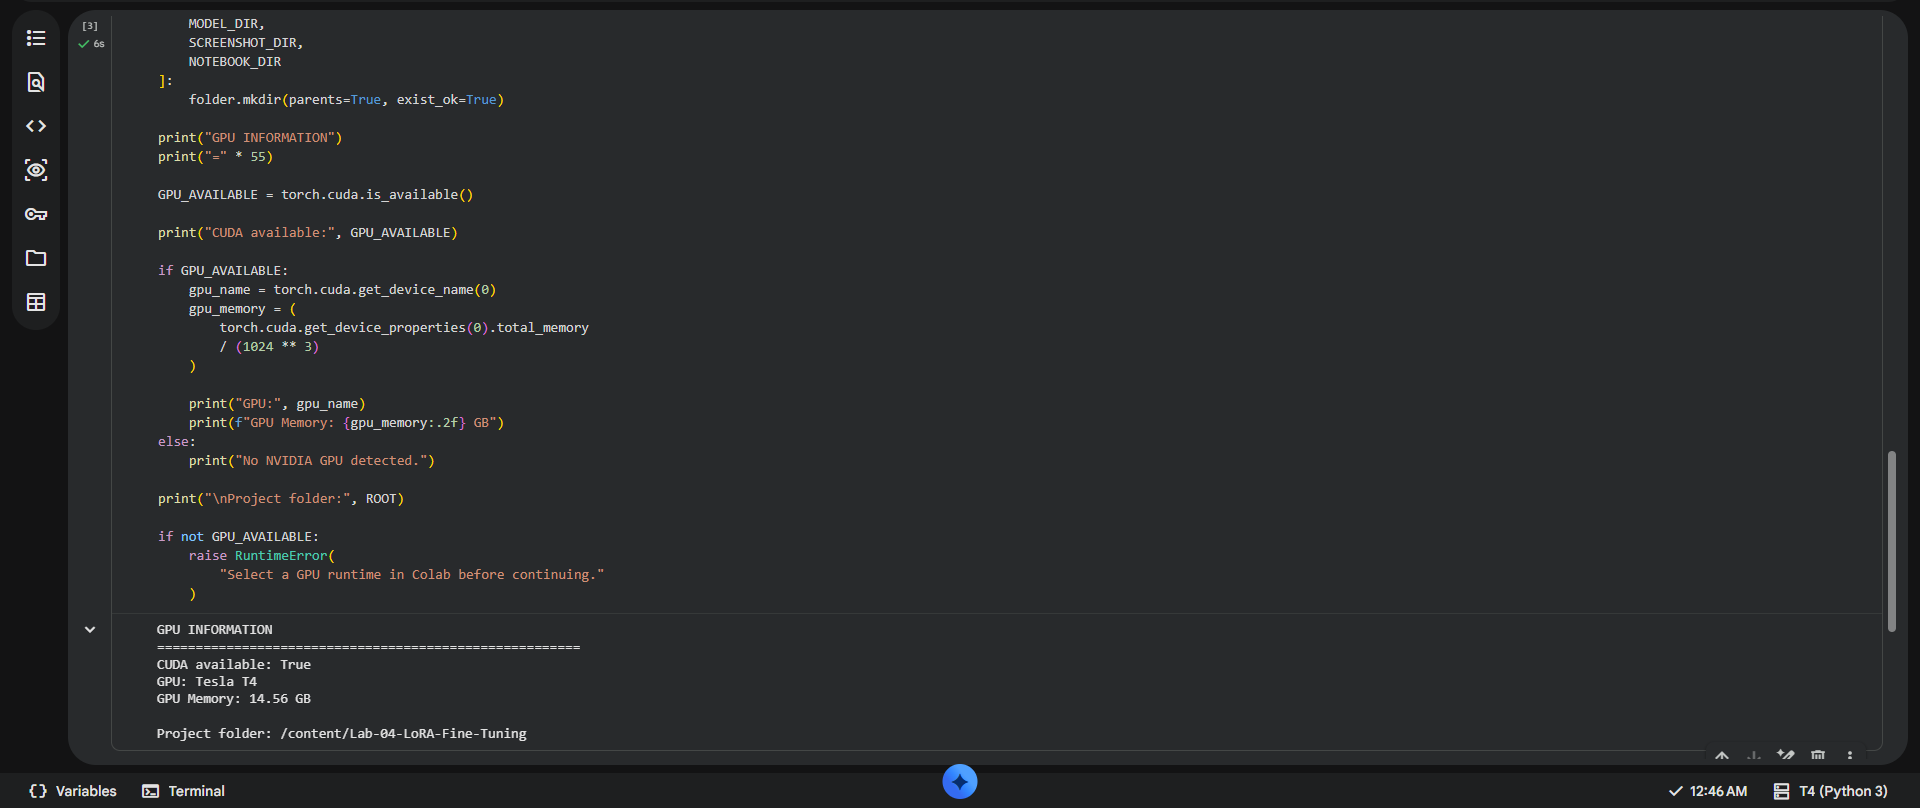 [3]
6s
MODEL_DIR,
SCREENSHOT_DIR,
NOTEBOOK_DIR
]:
folder.mkdir(parents=True, exist_ok=True)
print("GPU INFORMATION")
print("=" * 55)
GPU_AVAILABLE = torch.cuda.is_available()
print("CUDA available:", GPU_AVAILABLE)
if GPU_AVAILABLE:
gpu_name = torch.cuda.get_device_name(0)
gpu_memory = (
torch.cuda.get_device_properties(0).total_memory
/ (1024 ** 3)
)
print("GPU:", gpu_name)
print(f"GPU Memory: {gpu_memory:.2f} GB")
else:
print("No NVIDIA GPU detected.")
print("\nProject folder:", ROOT)
if not GPU_AVAILABLE:
raise RuntimeError(
"Select a GPU runtime in Colab before continuing."
)
GPU INFORMATION
=======================================================
CUDA available: True
GPU: Tesla T4
GPU Memory: 14.56 GB
Project folder: /content/Lab-04-LoRA-Fine-Tuning
{} Variables
Terminal
12:46 AM
T4 (Python 3)